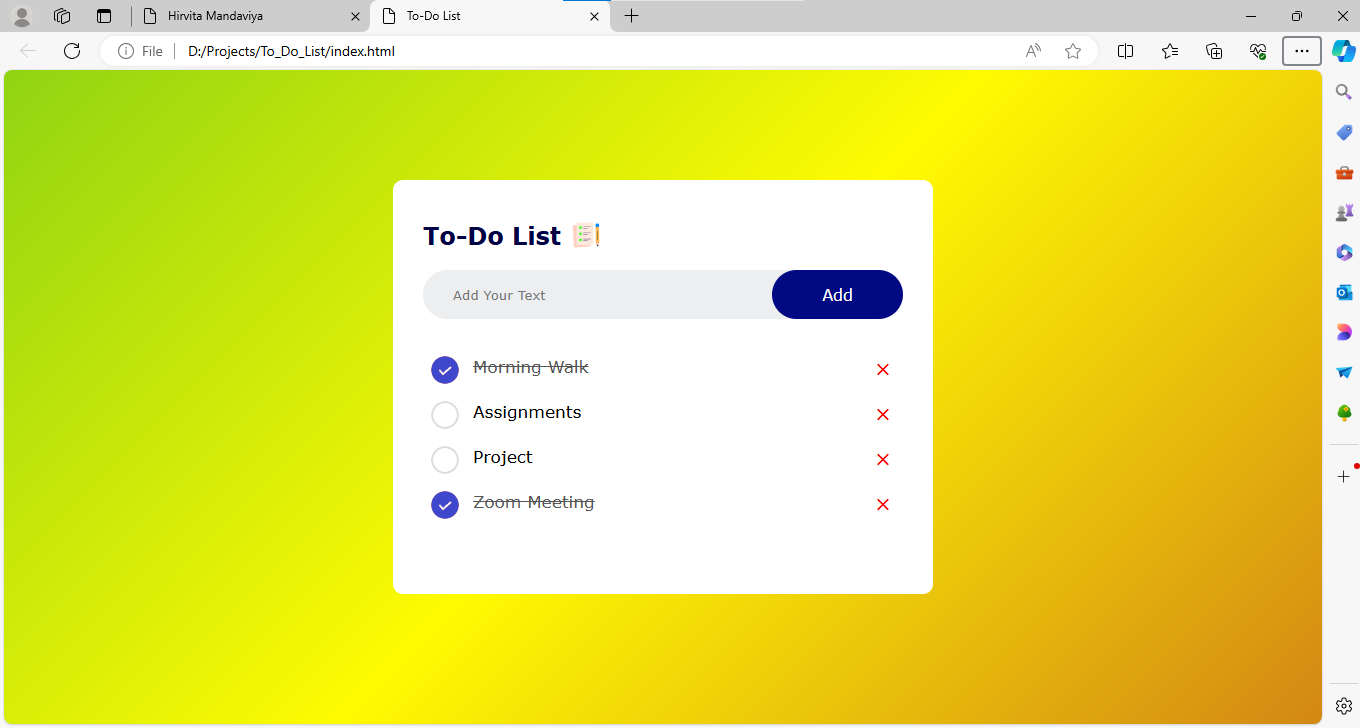 Hirvita Mandaviya
To-Do List
File
D:/Projects/To_Do_List/index.html
To-Do List
Add Your Text
Add
Morning Walk
Assignments
Project
Zoom Meeting